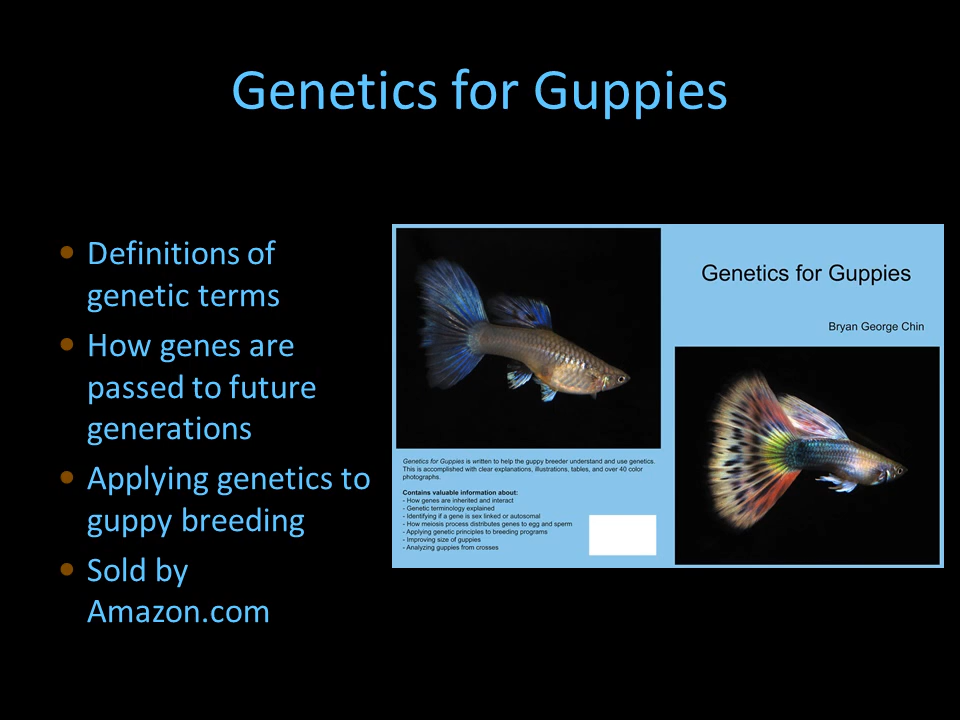 Genetics for Guppies
Definitions of
genetic terms
How genes are
passed to future
generations
Applying genetics to
guppy breeding
Sold by
Amazon.com
Genetics for Guppies is written to help the guppy breeder understand and use genetics.
This is accomplished with clear explanations, illustrations, tables, and over 40 color
photographs.
Contains valuable information about:
- How genes are inherited and interact
- Genetic terminology explained
- Identifying if a gene is sex linked or autosomal
- How meiosis process distributes genes to egg and sperm
- Applying genetic principles to breeding programs
- Improving size of guppies
- Analyzing guppies from crosses
Genetics for Guppies
Bryan George Chin